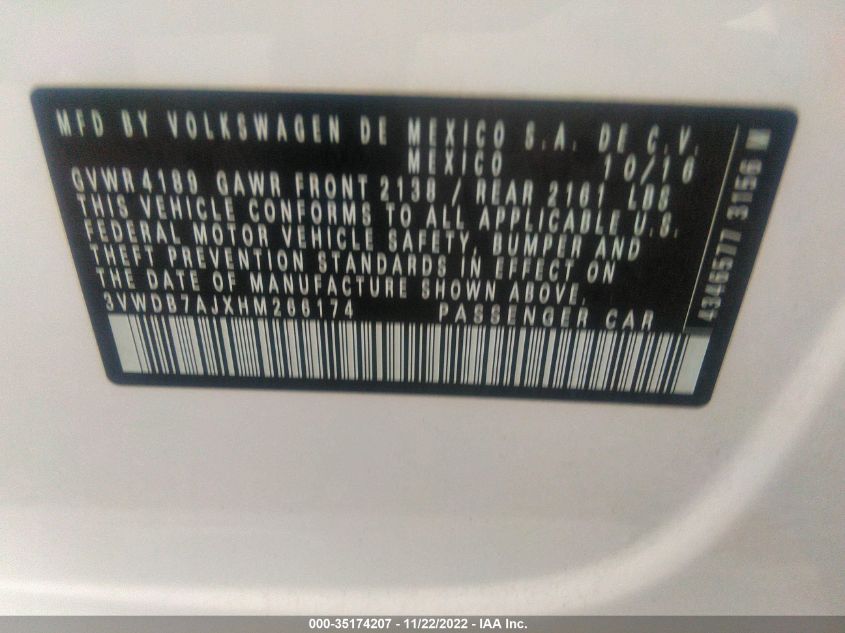 MFD BY VOLKSWAGEN DE MEXICO S.A. DE C.V.
MEXICO 10/16
GVWR 4189 GAWR FRONT 2138 / REAR 2161 LBS
THIS VEHICLE CONFORMS TO ALL APPLICABLE U.S.
FEDERAL MOTOR VEHICLE SAFETY, BUMPER AND
THEFT PREVENTION STANDARDS IN EFFECT ON
THE DATE OF MANUFACTURE SHOWN ABOVE.
3VWDB7AJXHM266174 PASSENGER CAR
43466577 3156 M
000-35174207 - 11/22/2022 - IAA Inc.